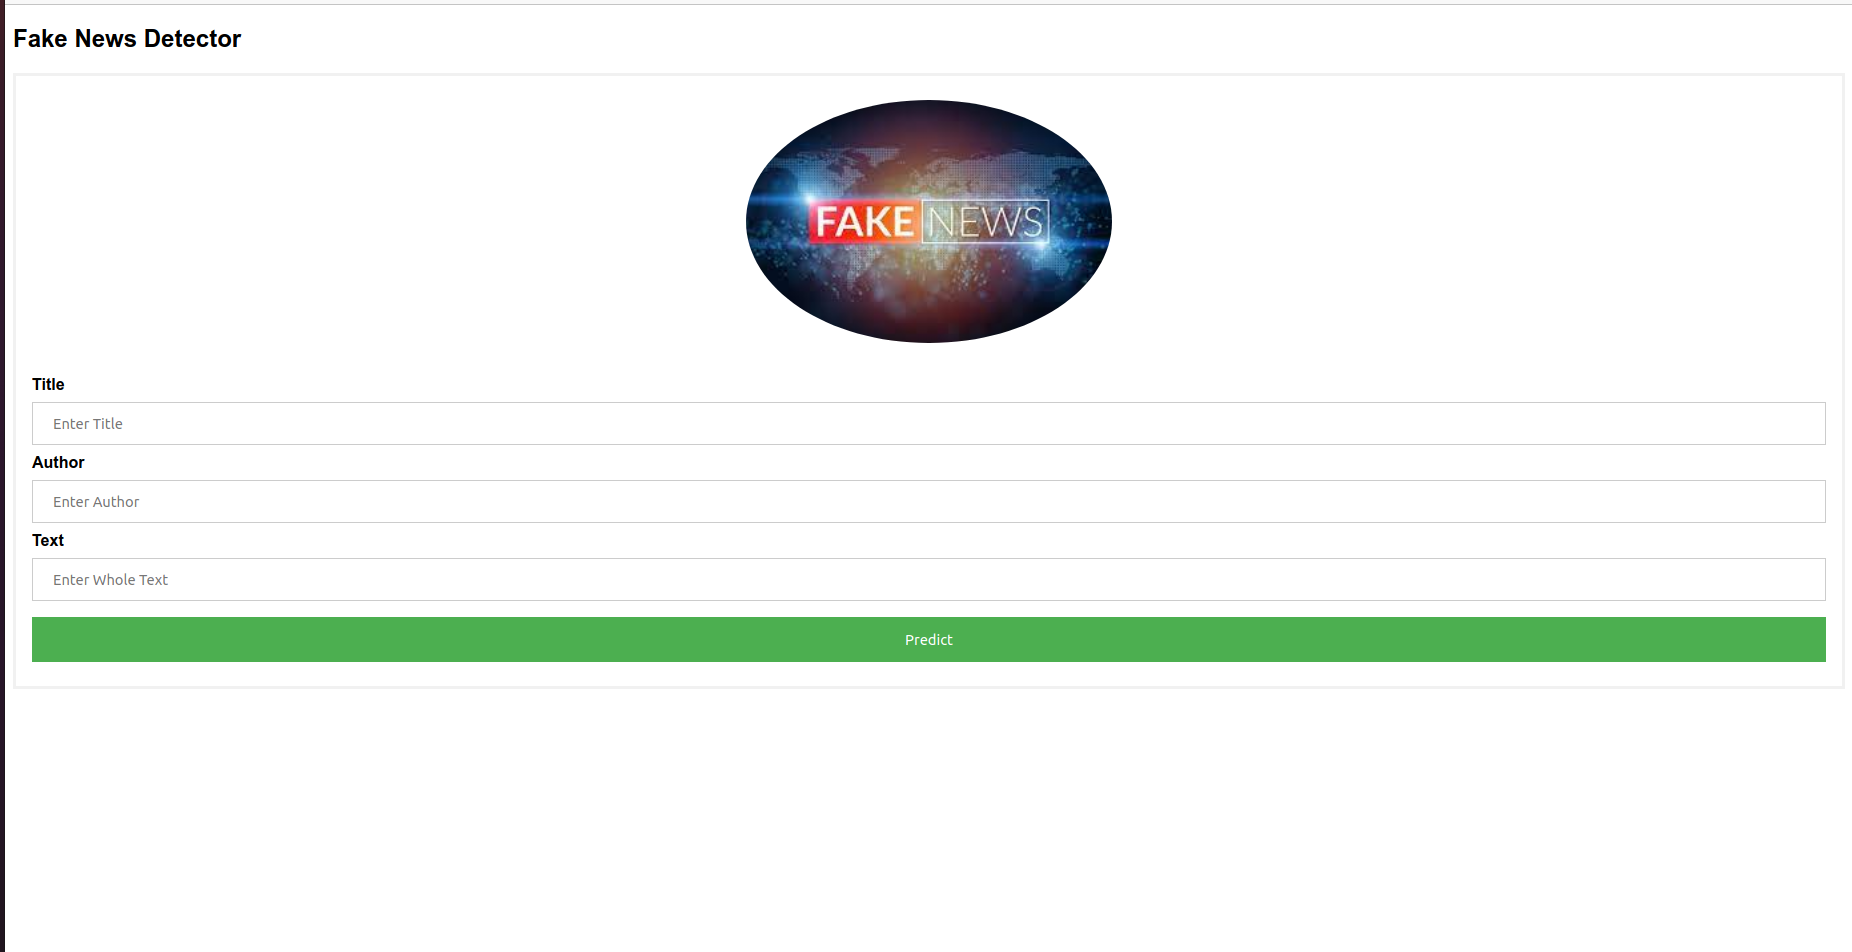 Fake News Detector
FAKE NEWS
Title
Enter Title
Author
Enter Author
Text
Enter Whole Text
Predict